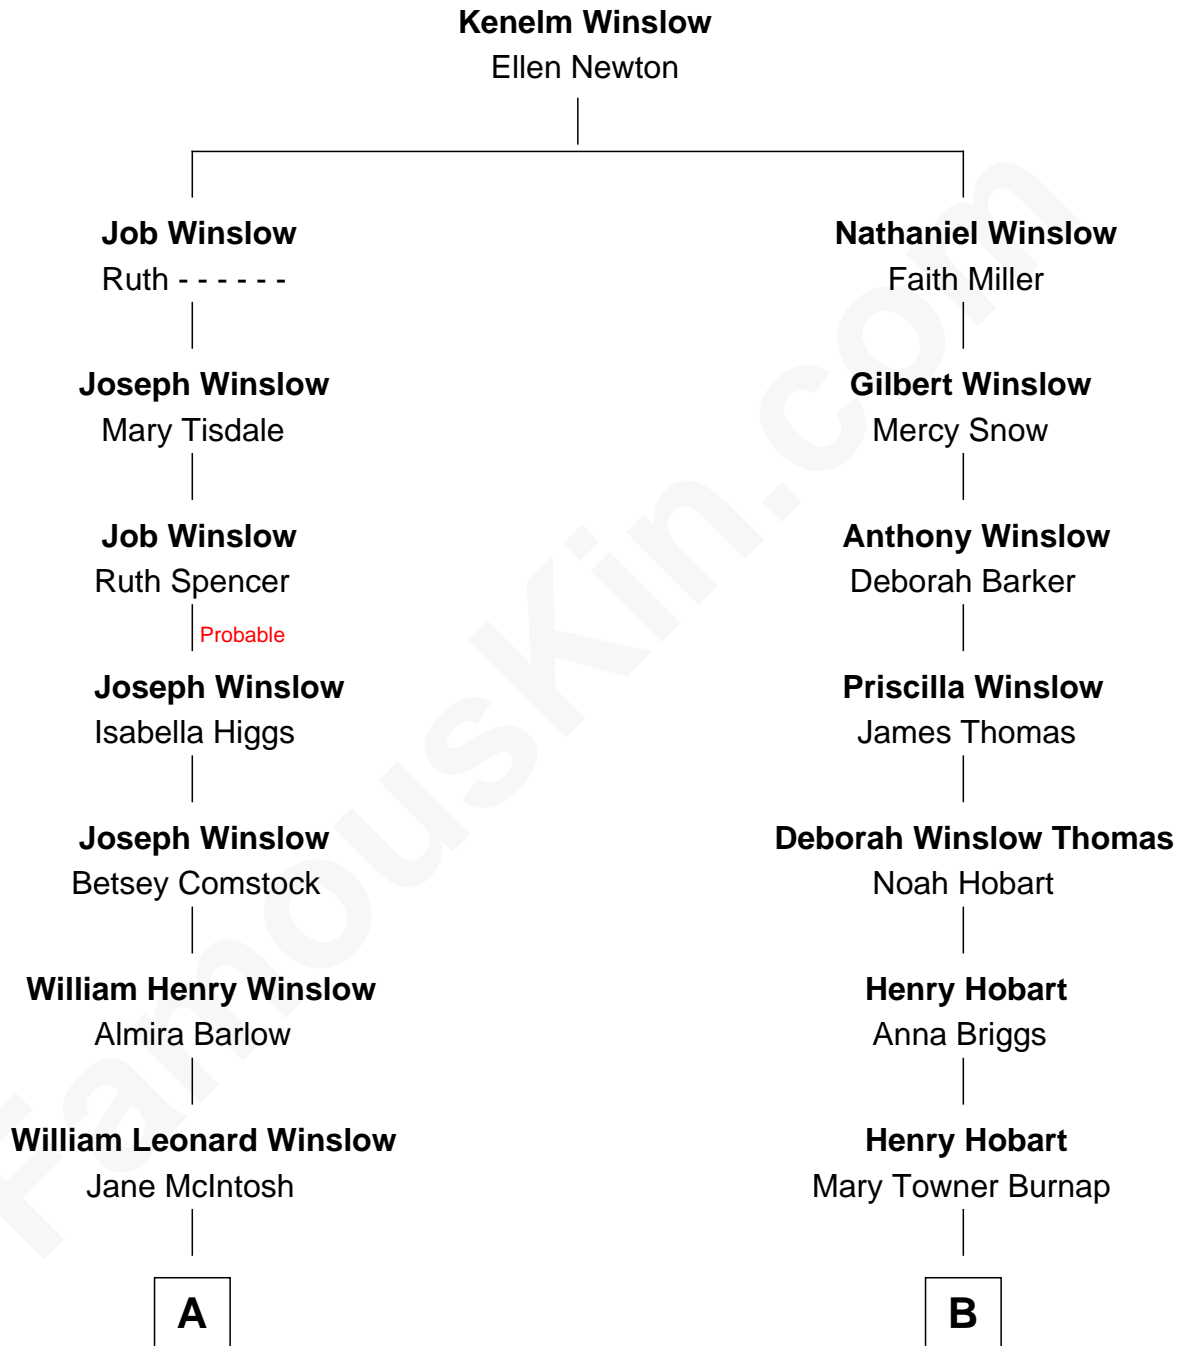 Kenelm Winslow
Ellen Newton
Job Winslow
Ruth - - - - - -
Nathaniel Winslow
Faith Miller
Joseph Winslow
Mary Tisdale
Gilbert Winslow
Mercy Snow
Job Winslow
Ruth Spencer
Anthony Winslow
Deborah Barker
Probable
Joseph Winslow
Isabella Higgs
Priscilla Winslow
James Thomas
Joseph Winslow
Betsey Comstock
Deborah Winslow Thomas
Noah Hobart
William Henry Winslow
Almira Barlow
Henry Hobart
Anna Briggs
William Leonard Winslow
Jane McIntosh
Henry Hobart
Mary Towner Burnap
A
B
FamousKin.com